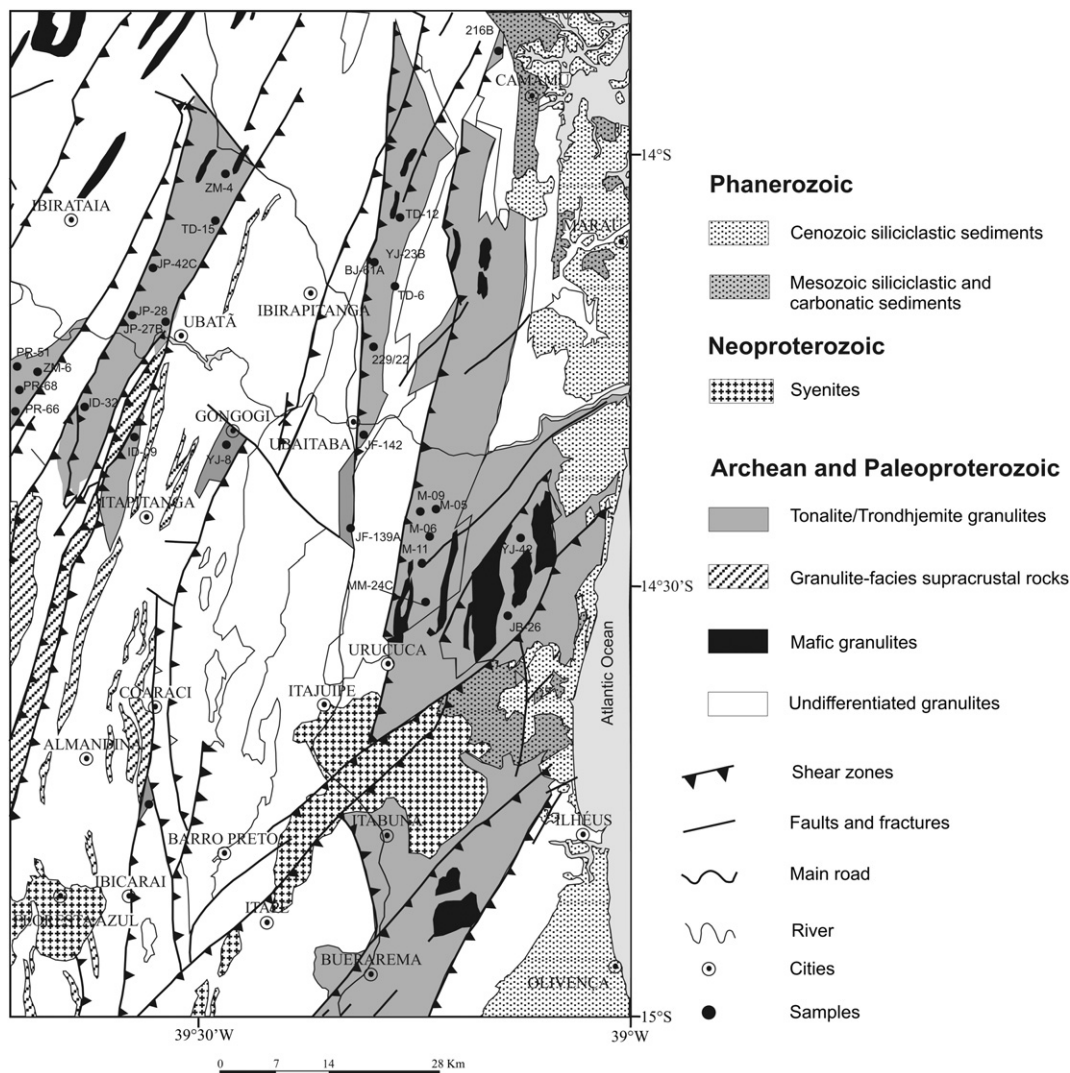 216B
CAMAMU
14°S
ZM-4
IBIRATAIA
TD-15
TD-12
MARAÚ
JP-42C
YJ-23B
BJ-61A
TD-6
IBIRAPITANGA
JP-28
JP-27B
UBATÃ
PR-51
ZM-6
229/22
PR-68
PR-66
ID-32
GONGOGI
UBAITABA
JF-142
ID-09
YJ-8
ITAPITANGA
M-09
M-05
M-06
JF-139A
M-11
YJ-42
MM-24C
14°30'S
JB-26
URUCUCA
COARACI
ITAJUIPE
Atlantic Ocean
ALMANDINA
BARRO PRETO
ITABUNA
ILHÉUS
IBICARAI
FLORESTA AZUL
ITAPÉ
BUERAREMA
OLIVENÇA
15°S
39°30'W
39°W
0 7 14 28 Km
Phanerozoic
Cenozoic siliciclastic sediments
Mesozoic siliciclastic and
carbonatic sediments
Neoproterozoic
Syenites
Archean and Paleoproterozoic
Tonalite/Trondhjemite granulites
Granulite-facies supracrustal rocks
Mafic granulites
Undifferentiated granulites
Shear zones
Faults and fractures
Main road
River
Cities
Samples